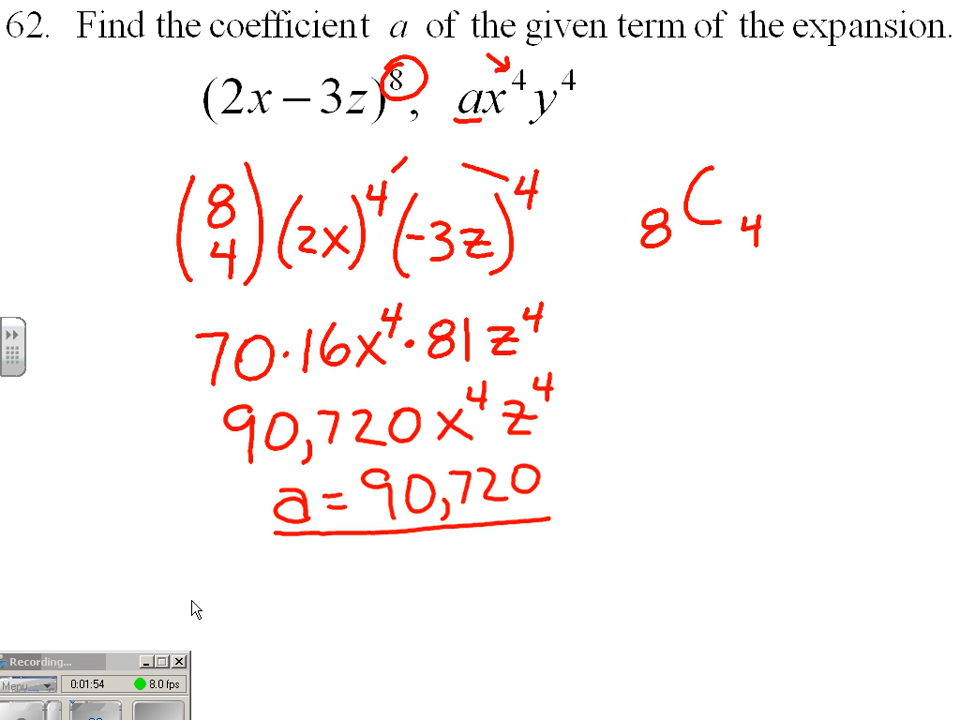 62. Find the coefficient a of the given term of the expansion.
(2x – 3z)⁸, ax⁴y⁴
(8 4)(2x)⁴(-3z)⁴ ₈C₄
70·16x⁴·81z⁴
90,720x⁴z⁴
a = 90,720
Recording...
Menu 0:01:54 8.0 fps